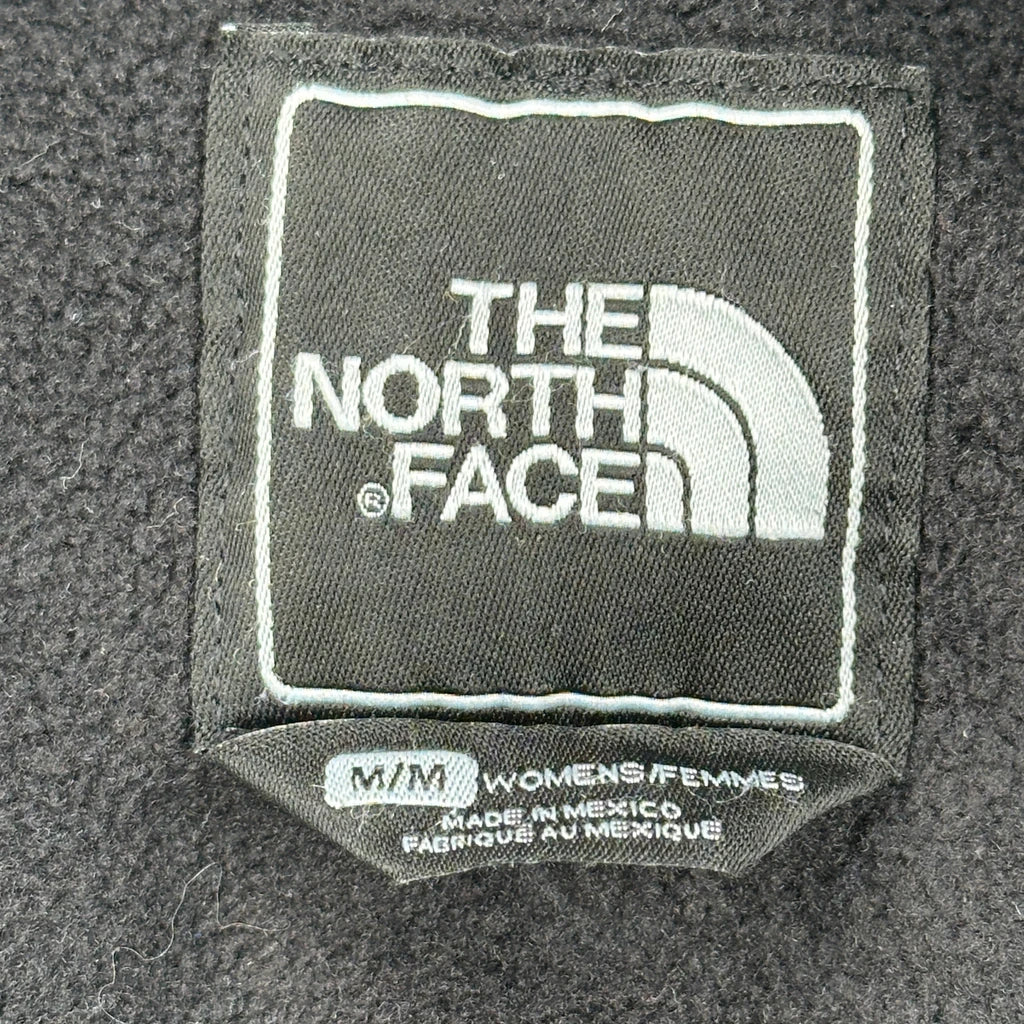 THE
NORTH
FACE
®
M/M WOMENS/FEMMES
MADE IN MEXICO
FABRIQUÉ AU MEXIQUE